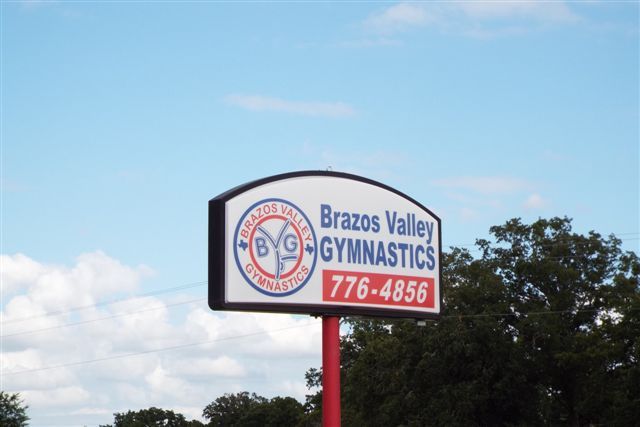 BRAZOS VALLEY
BVG
GYMNASTICS
Brazos Valley
GYMNASTICS
776-4856